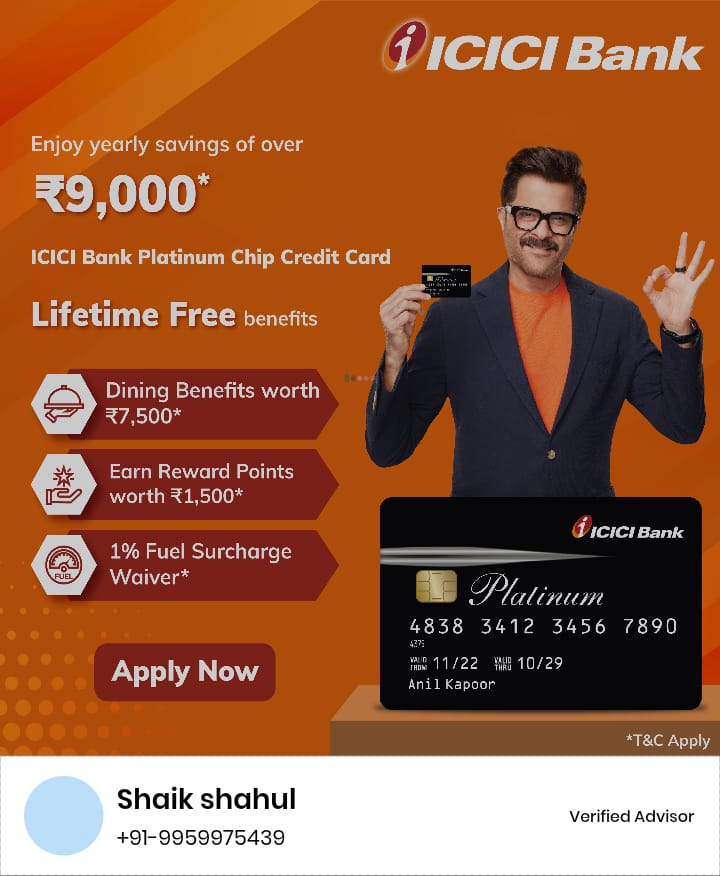 ICICI Bank
Enjoy yearly savings of over
₹9,000*
ICICI Bank Platinum Chip Credit Card
Lifetime Free benefits
Dining Benefits worth
₹7,500*
Earn Reward Points
worth ₹1,500*
FUEL
1% Fuel Surcharge
Waiver*
Apply Now
ICICI Bank
Platinum
4838 3412 3456 7890
4375
VALID FROM 11/22 VALID THRU 10/29
Anil Kapoor
*T&C Apply
Shaik shahul
+91-9959975439
Verified Advisor